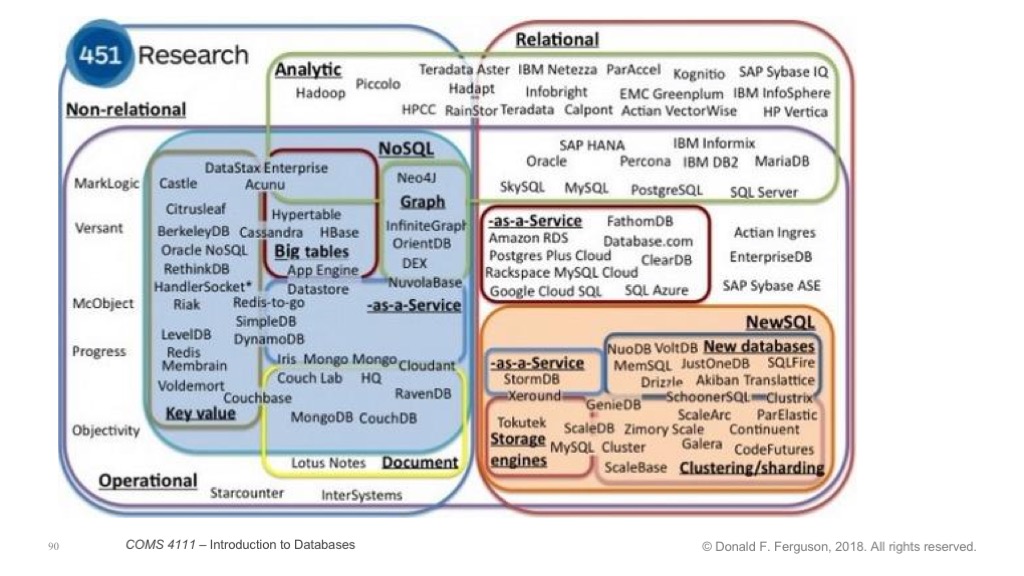 451 Research
Relational
Analytic
Hadoop
Piccolo
Teradata Aster IBM Netezza ParAccel Kognitio SAP Sybase IQ
Hadapt Infobright EMC Greenplum IBM InfoSphere
HPCC RainStor Teradata Calpont Actian VectorWise HP Vertica
Non-relational
NoSQL
SAP HANA IBM Informix
Oracle Percona IBM DB2 MariaDB
SkySQL MySQL PostgreSQL SQL Server
MarkLogic
Versant
McObject
Progress
Objectivity
DataStax Enterprise
Castle Acunu
Citrusleaf Hypertable
BerkeleyDB Cassandra HBase
Oracle NoSQL Big tables
RethinkDB App Engine
HandlerSocket* Datastore
Riak Redis-to-go
SimpleDB
LevelDB DynamoDB
Redis
Membrain
Voldemort
Couchbase
Key value
Neo4J
Graph
InfiniteGraph
OrientDB
DEX
NuvolaBase
-as-a-Service
Iris Mongo Mongo Cloudant
Couch Lab HQ
RavenDB
MongoDB CouchDB
Lotus Notes Document
Operational
Starcounter InterSystems
-as-a-Service FathomDB
Amazon RDS Database.com
Postgres Plus Cloud ClearDB
Rackspace MySQL Cloud
Google Cloud SQL SQL Azure
Actian Ingres
EnterpriseDB
SAP Sybase ASE
NewSQL
NuoDB VoltDB New databases
MemSQL JustOneDB SQLFire
Drizzle Akiban Translattice
SchoonerSQL Clustrix
-as-a-Service
StormDB
Xeround
GenieDB
ScaleArc ParElastic
Tokutek ScaleDB Zimory Scale Continuent
Storage MySQL Cluster Galera CodeFutures
engines ScaleBase Clustering/sharding
90
COMS 4111 – Introduction to Databases
© Donald F. Ferguson, 2018. All rights reserved.